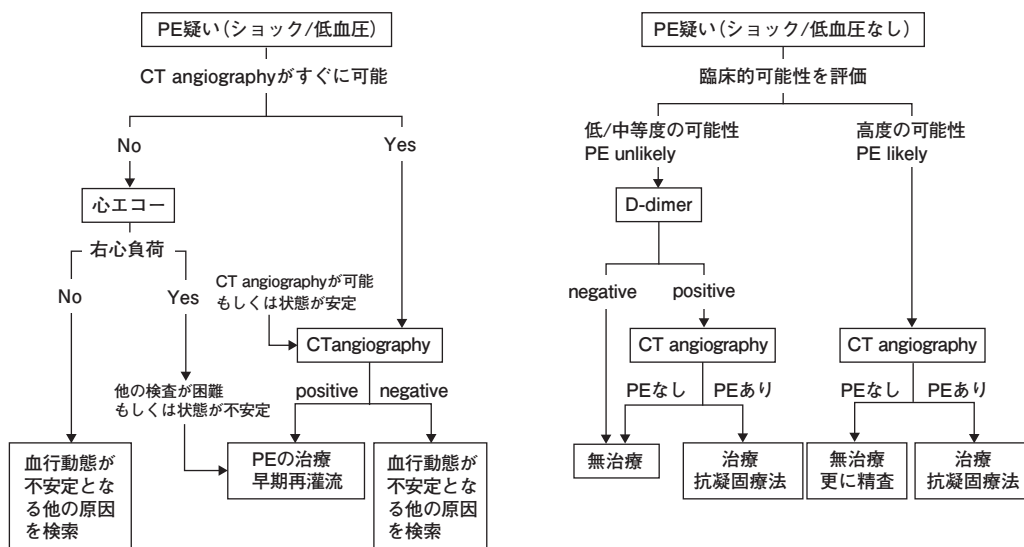 PE疑い(ショック/低血圧)
CT angiographyがすぐに可能
No
Yes
心エコー
右心負荷
No
Yes
CT angiographyが可能
もしくは状態が安定
CTangiography
他の検査が困難
もしくは状態が不安定
positive
negative
血行動態が
不安定とな
る他の原因
を検索
PEの治療
早期再灌流
血行動態が
不安定とな
る他の原因
を検索
PE疑い(ショック/低血圧なし)
臨床的可能性を評価
低/中等度の可能性
PE unlikely
高度の可能性
PE likely
D-dimer
negative
positive
CT angiography
CT angiography
PEなし
PEあり
PEなし
PEあり
無治療
治療
抗凝固療法
無治療
更に精査
治療
抗凝固療法